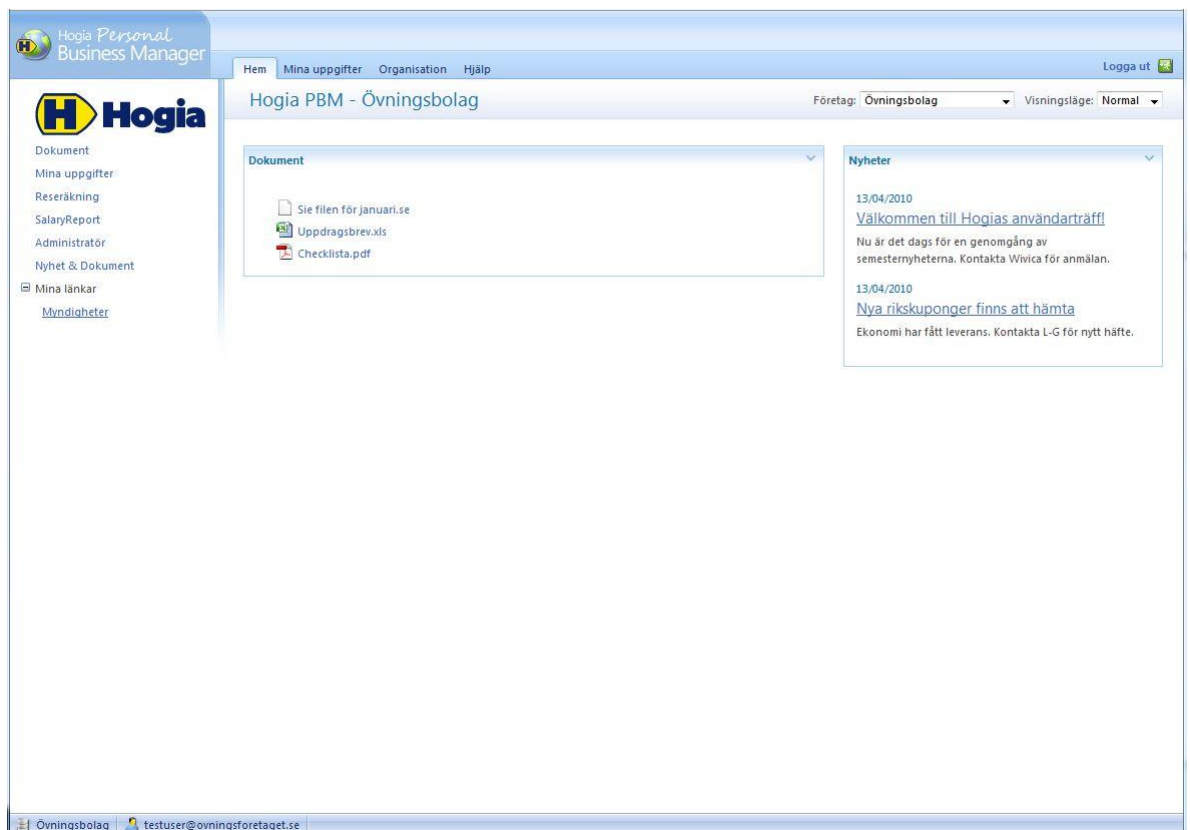 Hogia Personal
Business Manager
Hem Mina uppgifter Organisation Hjälp
Logga ut
Hogia
Hogia PBM - Övningsbolag
Företag: Övningsbolag Visningsläge: Normal
Dokument
Mina uppgifter
Reseräkning
SalaryReport
Administratör
Nyhet & Dokument
Mina länkar
Myndigheter
Dokument
Sie filen för januari.se
Uppdragsbrev.xls
Checklista.pdf
Nyheter
13/04/2010
Välkommen till Hogias användarträff!
Nu är det dags för en genomgång av
semesternyheterna. Kontakta Wivica för anmälan.
13/04/2010
Nya rikskuponger finns att hämta
Ekonomi har fått leverans. Kontakta L-G för nytt häfte.
Övningsbolag testuser@ovningsforetaget.se